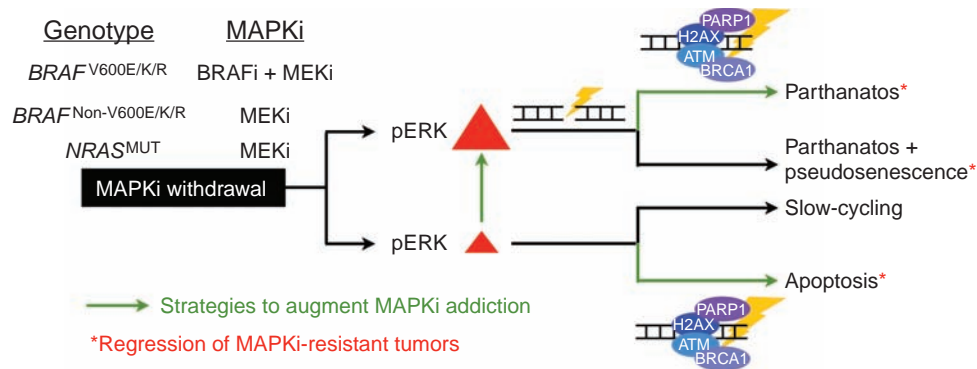 Genotype MAPKi
BRAF V600E/K/R BRAFi + MEKi
BRAF Non-V600E/K/R MEKi
NRAS MUT MEKi
MAPKi withdrawal
pERK
pERK
PARP1
H2AX
ATM
BRCA1
Parthanatos*
Parthanatos +
pseudosenescence*
Slow-cycling
Apoptosis*
PARP1
H2AX
ATM
BRCA1
Strategies to augment MAPKi addiction
*Regression of MAPKi-resistant tumors